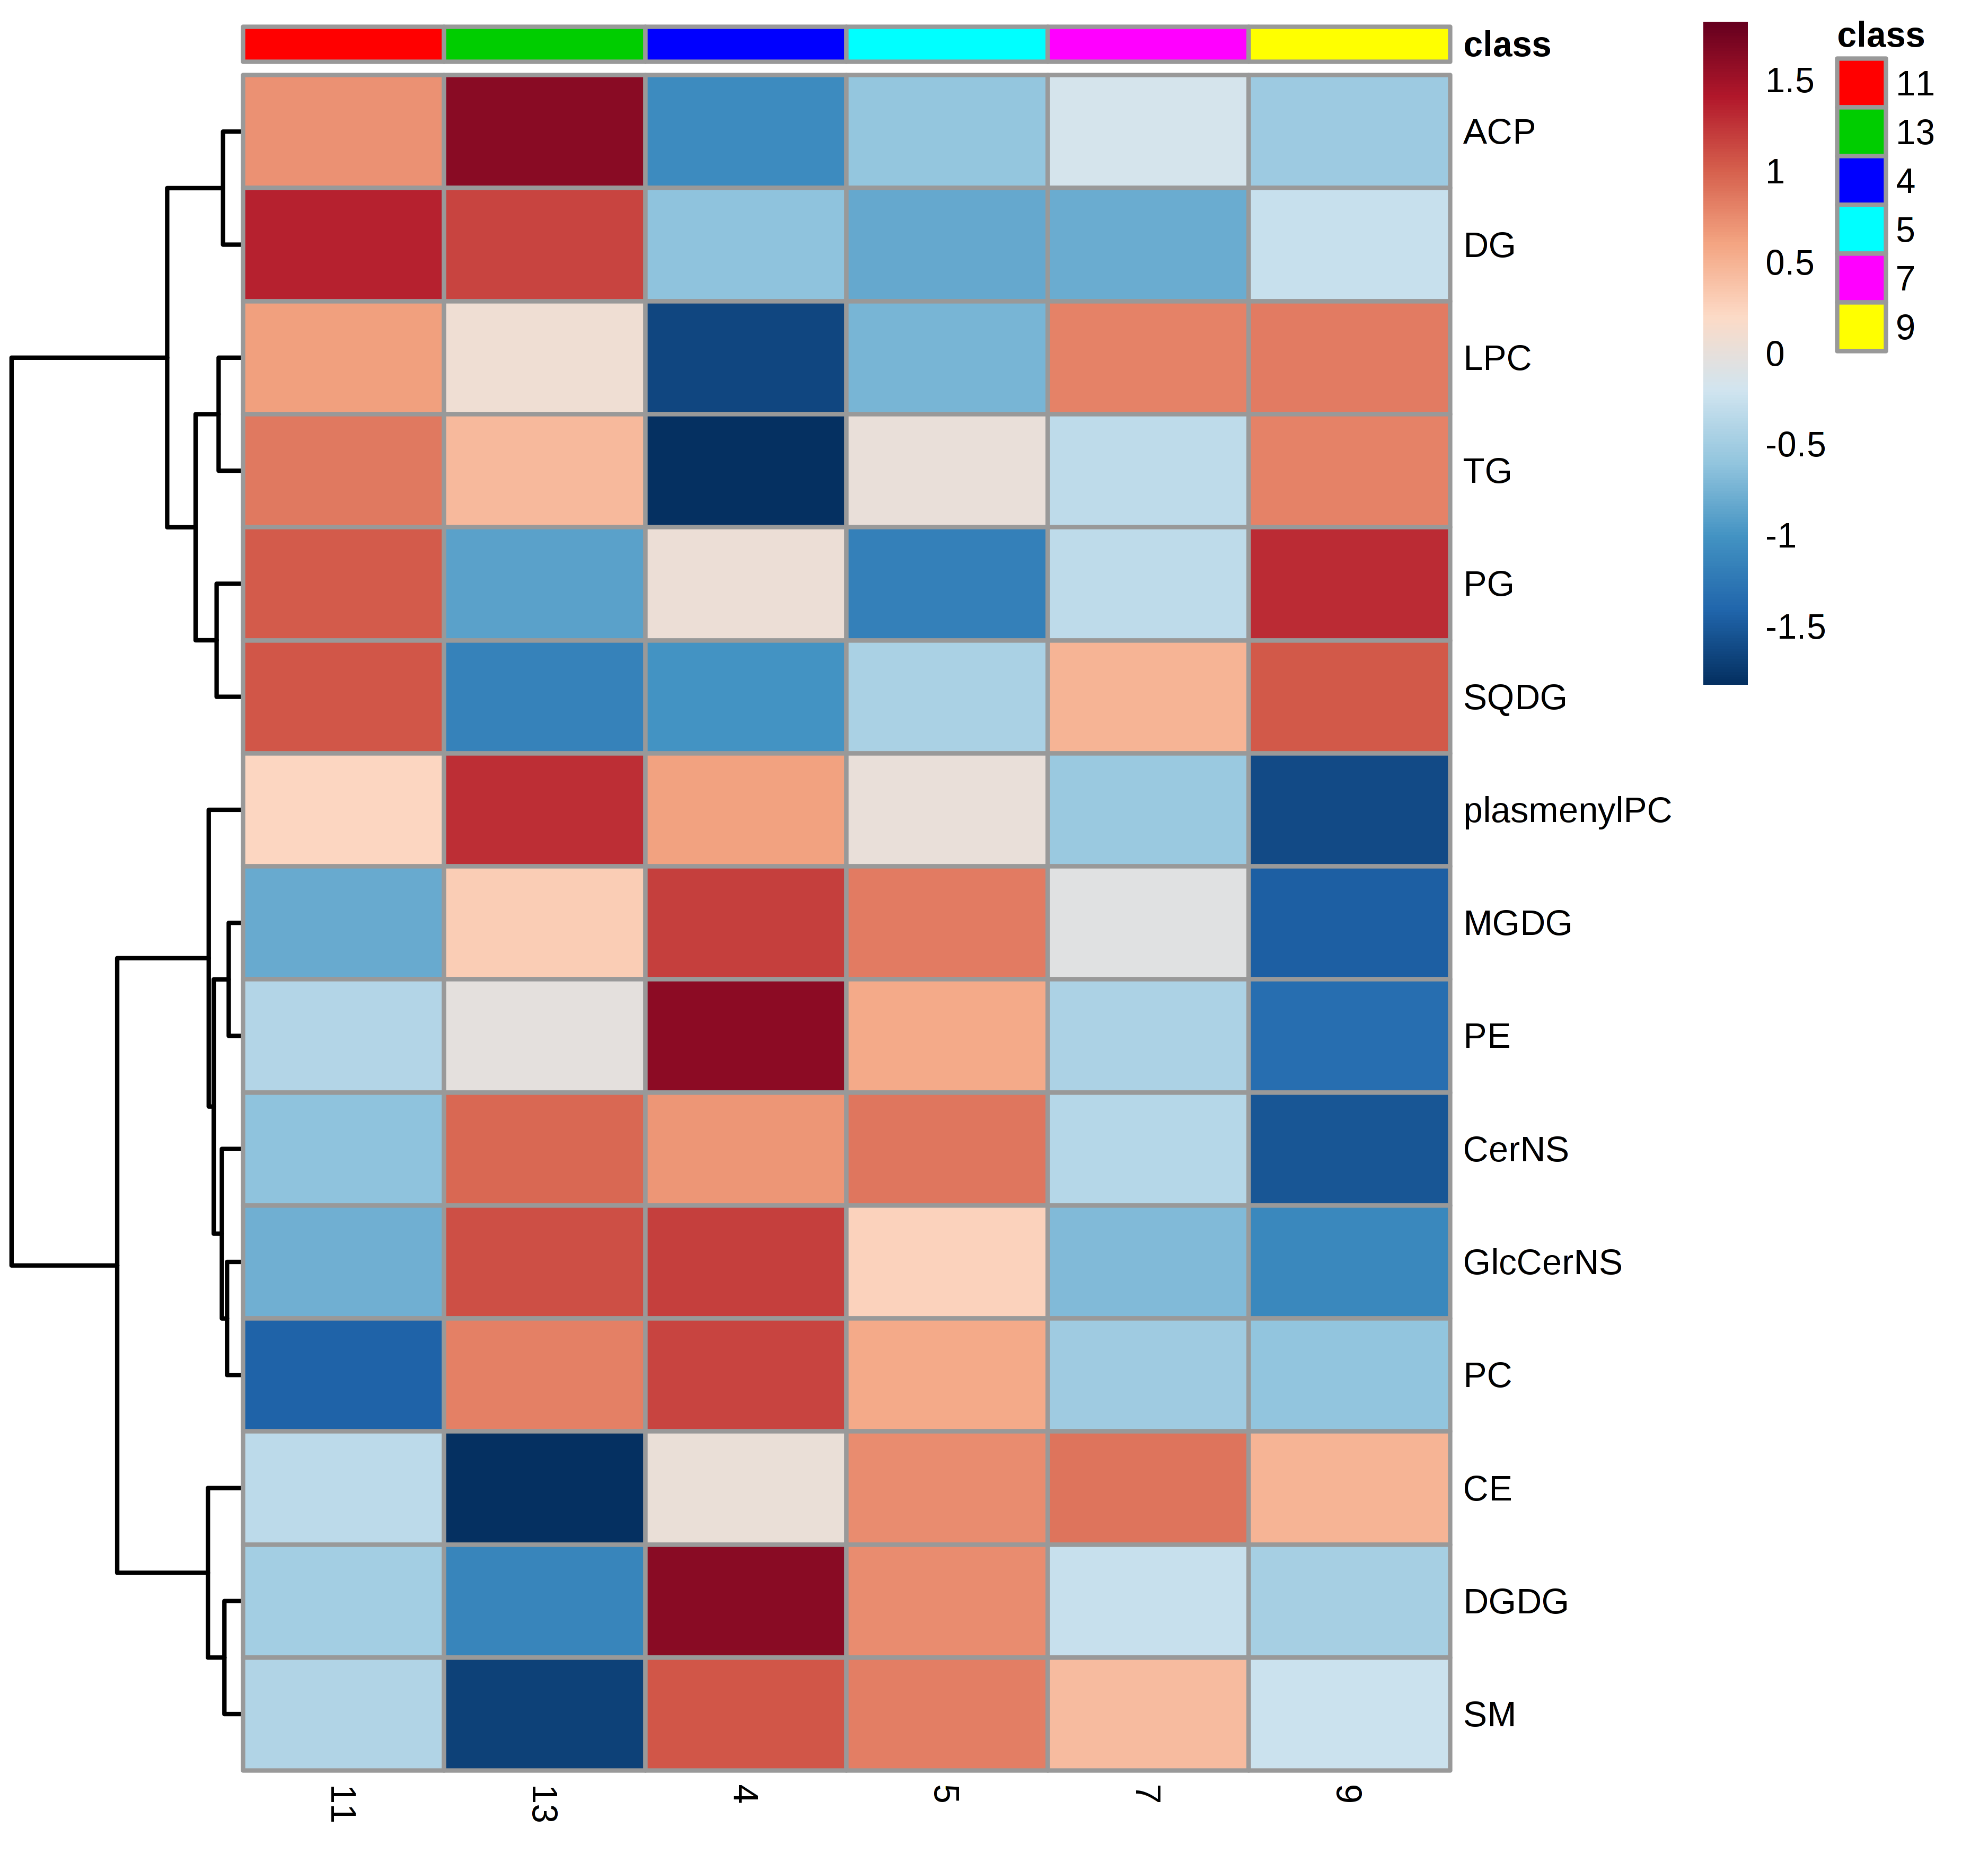 class
ACP
DG
LPC
TG
PG
SQDG
plasmenylPC
MGDG
PE
CerNS
GlcCerNS
PC
CE
DGDG
SM
11
13
4
5
7
9
1.5
1
0.5
0
-0.5
-1
-1.5
class
11
13
4
5
7
9